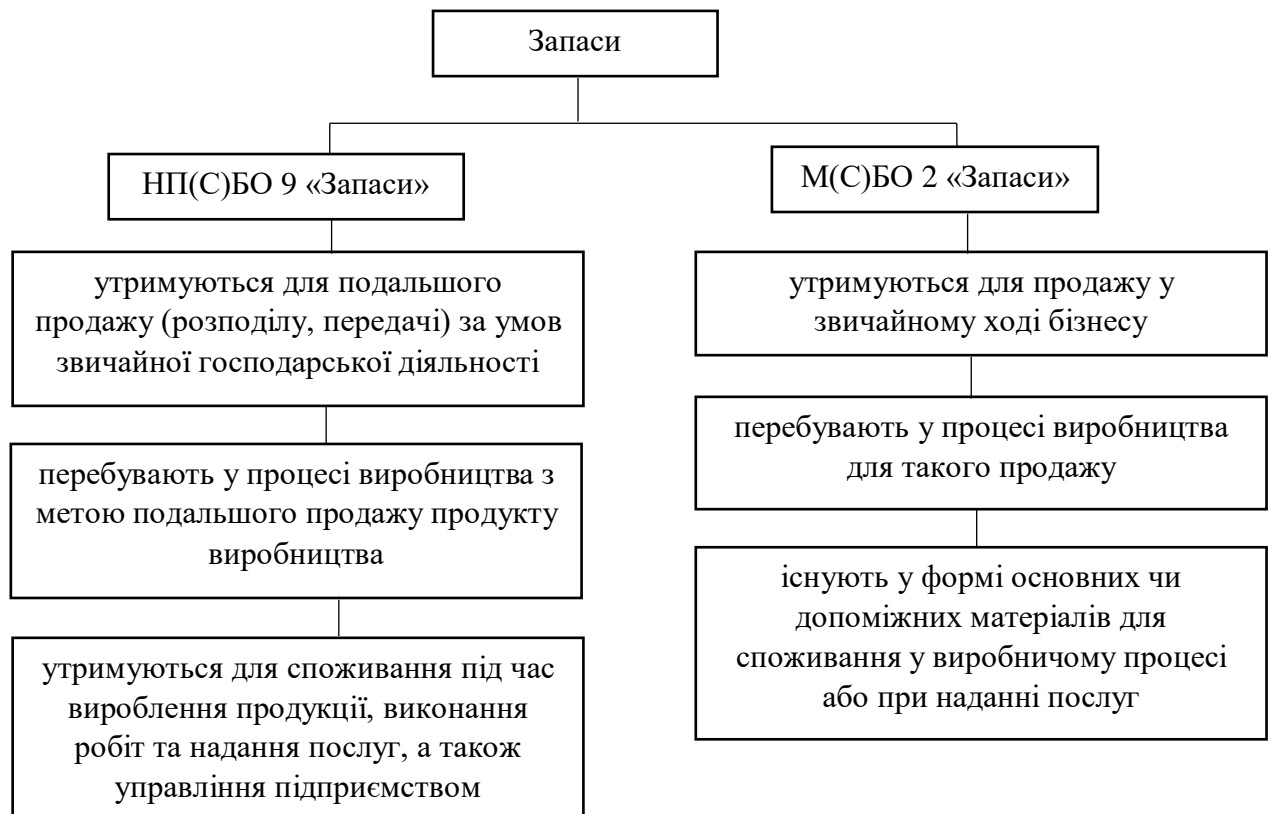 Запаси
НП(С)БО 9 «Запаси»
М(С)БО 2 «Запаси»
утримуються для подальшого
продажу (розподілу, передачі) за умов
звичайної господарської діяльності
перебувають у процесі виробництва з
метою подальшого продажу продукту
виробництва
утримуються для споживання під час
вироблення продукції, виконання
робіт та надання послуг, а також
управління підприємством
утримуються для продажу у
звичайному ході бізнесу
перебувають у процесі виробництва
для такого продажу
існують у формі основних чи
допоміжних матеріалів для
споживання у виробничому процесі
або при наданні послуг